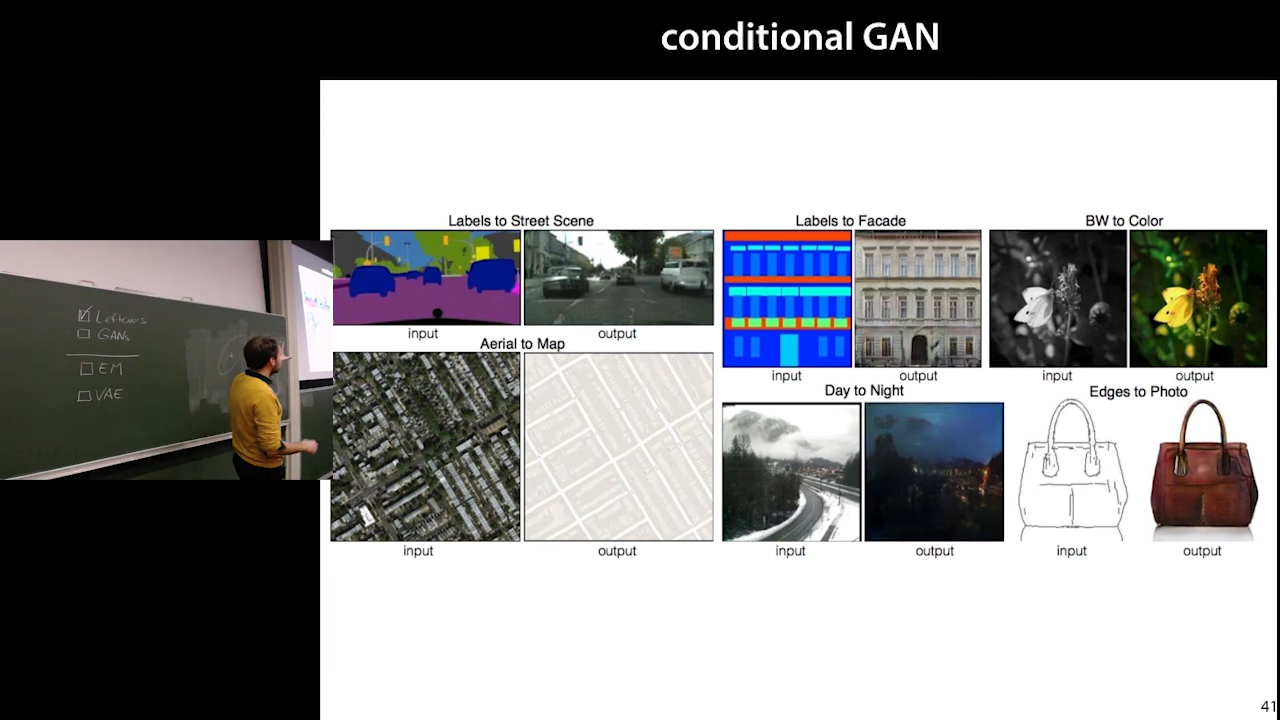 conditional GAN
Leftovers
GANs
EM
VAE
Labels to Street Scene
input
output
Aerial to Map
input
output
Labels to Facade
input
output
BW to Color
input
output
Day to Night
input
output
Edges to Photo
input
output
41